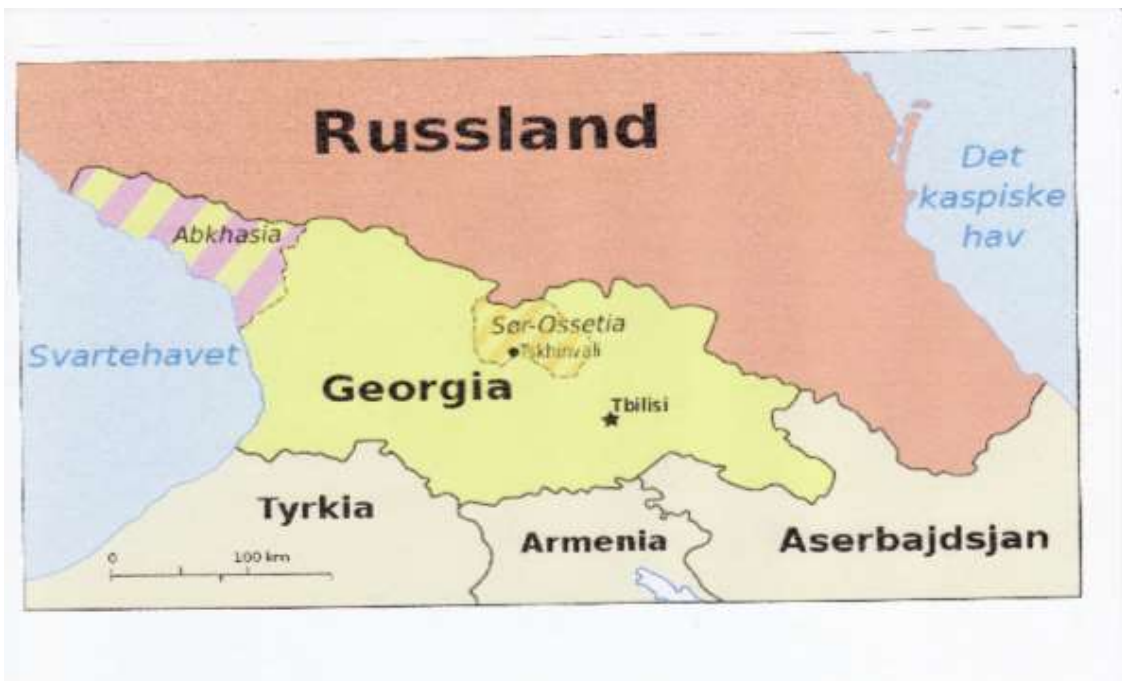 Russland
Det
kaspiske
hav
Abkhasia
Sør-Ossetia
Tskhinvali
Svartehavet
Georgia
Tbilisi
Tyrkia
Armenia
Aserbajdsjan
0 100 km